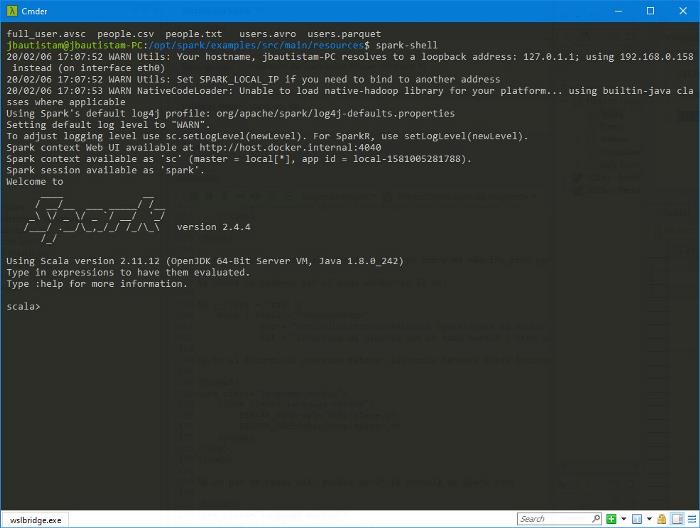 Cmder
full_user.avsc  people.csv  people.txt   users.avro  users.parquet
jbautistam@jbautistam-PC:/opt/spark/examples/src/main/resources$ spark-shell
20/02/06 17:07:52 WARN Utils: Your hostname, jbautistam-PC resolves to a loopback address: 127.0.1.1; using 192.168.0.158
 instead (on interface eth0)
20/02/06 17:07:52 WARN Utils: Set SPARK_LOCAL_IP if you need to bind to another address
20/02/06 17:07:53 WARN NativeCodeLoader: Unable to load native-hadoop library for your platform... using builtin-java cla
sses where applicable
Using Spark's default log4j profile: org/apache/spark/log4j-defaults.properties
Setting default log level to "WARN".
To adjust logging level use sc.setLogLevel(newLevel). For SparkR, use setLogLevel(newLevel).
Spark context Web UI available at http://host.docker.internal:4040
Spark context available as 'sc' (master = local[*], app id = local-1581005281788).
Spark session available as 'spark'.
Welcome to
Spark version 2.4.4
Using Scala version 2.11.12 (OpenJDK 64-Bit Server VM, Java 1.8.0_242)
Type in expressions to have them evaluated.
Type :help for more information.
scala>
wslbridge.exe
Search